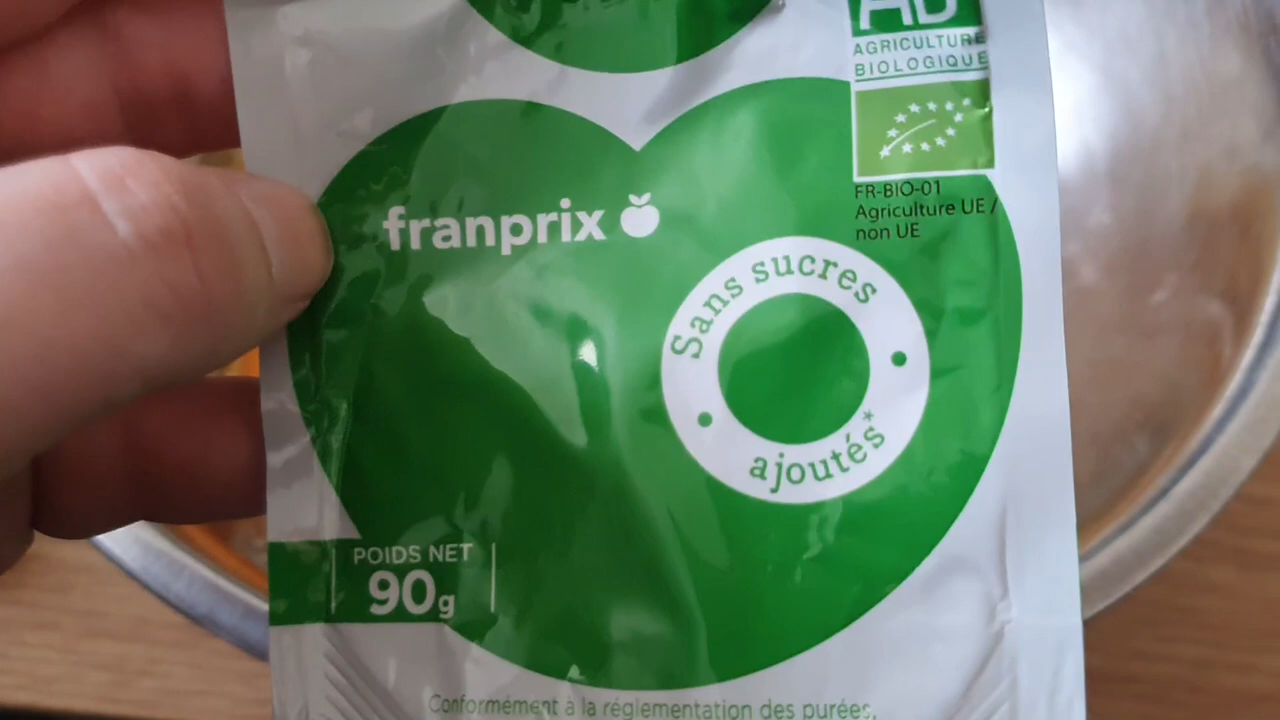 AB
AGRICULTURE
BIOLOGIQUE
FR-BIO-01
Agriculture UE /
non UE
franprix
Sans sucres
ajoutés*
POIDS NET
90g
Conformément à la réglementation des purées,